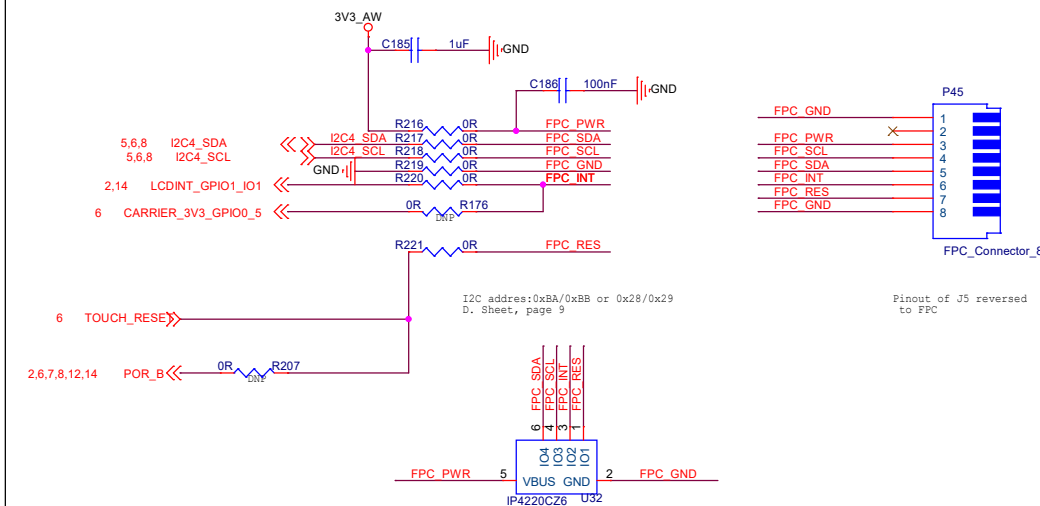 3V3_AW
C185 1uF GND
C186 100nF GND
R216 0R FPC_PWR
5,6,8 I2C4_SDA I2C4_SDA R217 0R FPC_SDA
5,6,8 I2C4_SCL I2C4_SCL R218 0R FPC_SCL
GND R219 0R FPC_GND
2,14 LCDINT_GPIO1_IO1 R220 0R FPC_INT
6 CARRIER_3V3_GPIO0_5 0R R176
DNP
R221 0R FPC_RES
6 TOUCH_RESET
2,6,7,8,12,14 POR_B 0R R207
DNP
I2C addres:0xBA/0xBB or 0x28/0x29
D. Sheet, page 9
P45
FPC_GND 1
2
FPC_PWR 3
FPC_SCL 4
FPC_SDA 5
FPC_INT 6
FPC_RES 7
FPC_GND 8
FPC_Connector_8
Pinout of J5 reversed
to FPC
FPC_SDA
FPC_SCL
FPC_INT
FPC_RES
6 4 3 1
IO4 IO3 IO2 IO1
FPC_PWR 5 VBUS GND 2 FPC_GND
IP4220CZ6 U32